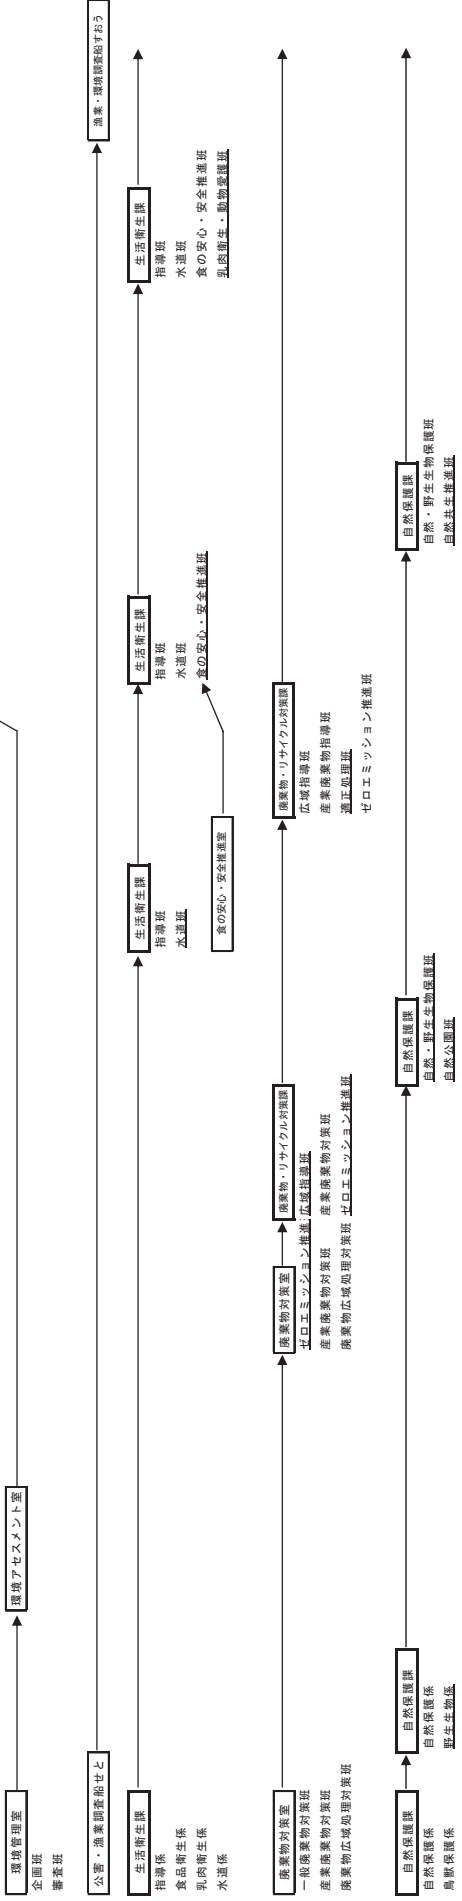 環境管理室
企画班
審査班
環境アセスメント室
公害・漁業調査船せと
漁業・環境調査船すおう
生活衛生課
指導係
食品衛生係
乳肉衛生係
水道係
生活衛生課
指導班
水道班
食の安心・安全推進室
生活衛生課
指導班
水道班
食の安心・安全推進班
生活衛生課
指導班
水道班
食の安心・安全推進班
乳肉衛生・動物愛護班
廃棄物対策室
一般廃棄物対策班
産業廃棄物対策班
廃棄物広域処理対策班
廃棄物対策室
ゼロエミッション推進
産業廃棄物対策班
廃棄物広域処理対策班
廃棄物・リサイクル対策課
広域指導班
産業廃棄物対策班
ゼロエミッション推進班
廃棄物・リサイクル対策課
広域指導班
産業廃棄物指導班
適正処理班
ゼロエミッション推進班
自然保護課
自然保護係
鳥獣保護係
自然保護課
自然保護係
野生生物係
自然保護課
自然・野生生物保護班
自然公園班
自然保護課
自然・野生生物保護班
自然共生推進班